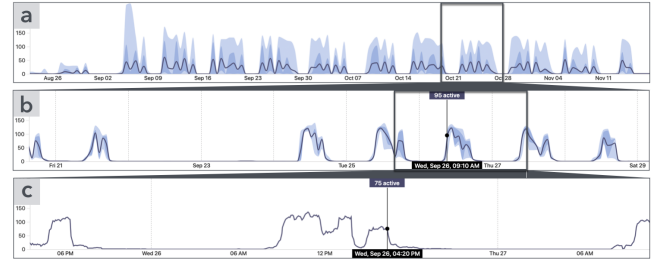 a
150
100
50
0
Aug 26 Sep 02 Sep 09 Sep 16 Sep 23 Sep 30 Oct 07 Oct 14 Oct 21 Oct 28 Nov 04 Nov 11
b
95 active
150
100
50
0
Fri 21 Sep 23 Tue 25 Wed, Sep 26, 09:10 AM Thu 27 Sat 29
c
75 active
150
100
50
0
06 PM Wed 26 06 AM 12 PM Wed, Sep 26, 04:20 PM Thu 27 06 AM